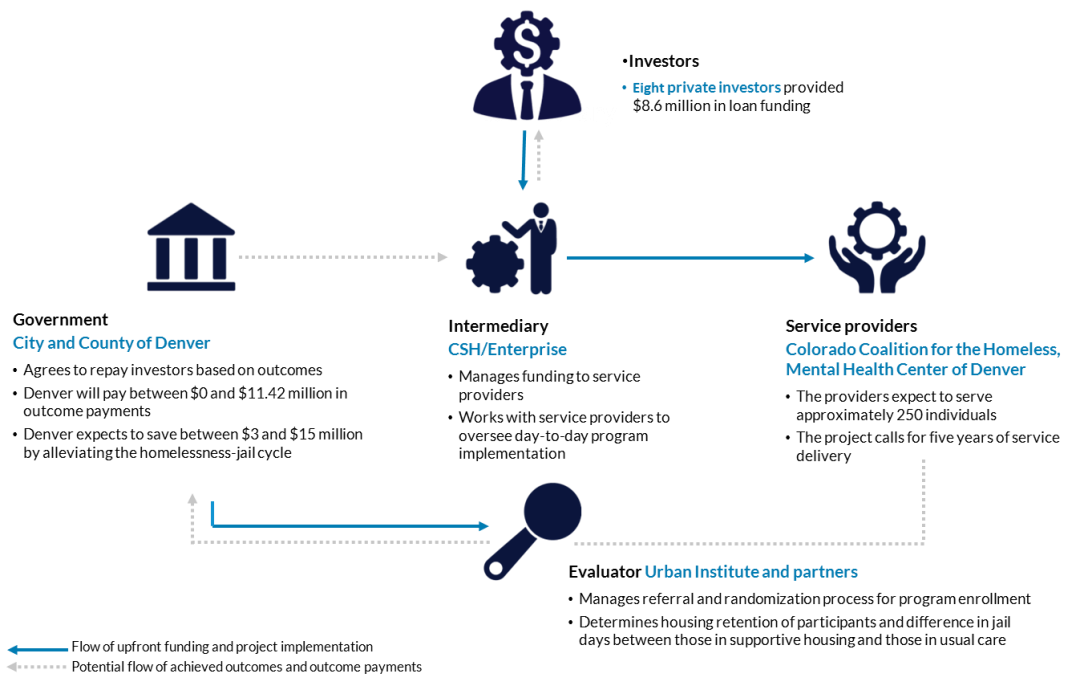 •Investors
• Eight private investors provided
$8.6 million in loan funding
Government
City and County of Denver
• Agrees to repay investors based on outcomes
• Denver will pay between $0 and $11.42 million in
outcome payments
• Denver expects to save between $3 and $15 million
by alleviating the homelessness-jail cycle
Intermediary
CSH/Enterprise
• Manages funding to service
providers
• Works with service providers to
oversee day-to-day program
implementation
Service providers
Colorado Coalition for the Homeless,
Mental Health Center of Denver
• The providers expect to serve
approximately 250 individuals
• The project calls for five years of service
delivery
Evaluator Urban Institute and partners
• Manages referral and randomization process for program enrollment
• Determines housing retention of participants and difference in jail
days between those in supportive housing and those in usual care
Flow of upfront funding and project implementation
Potential flow of achieved outcomes and outcome payments